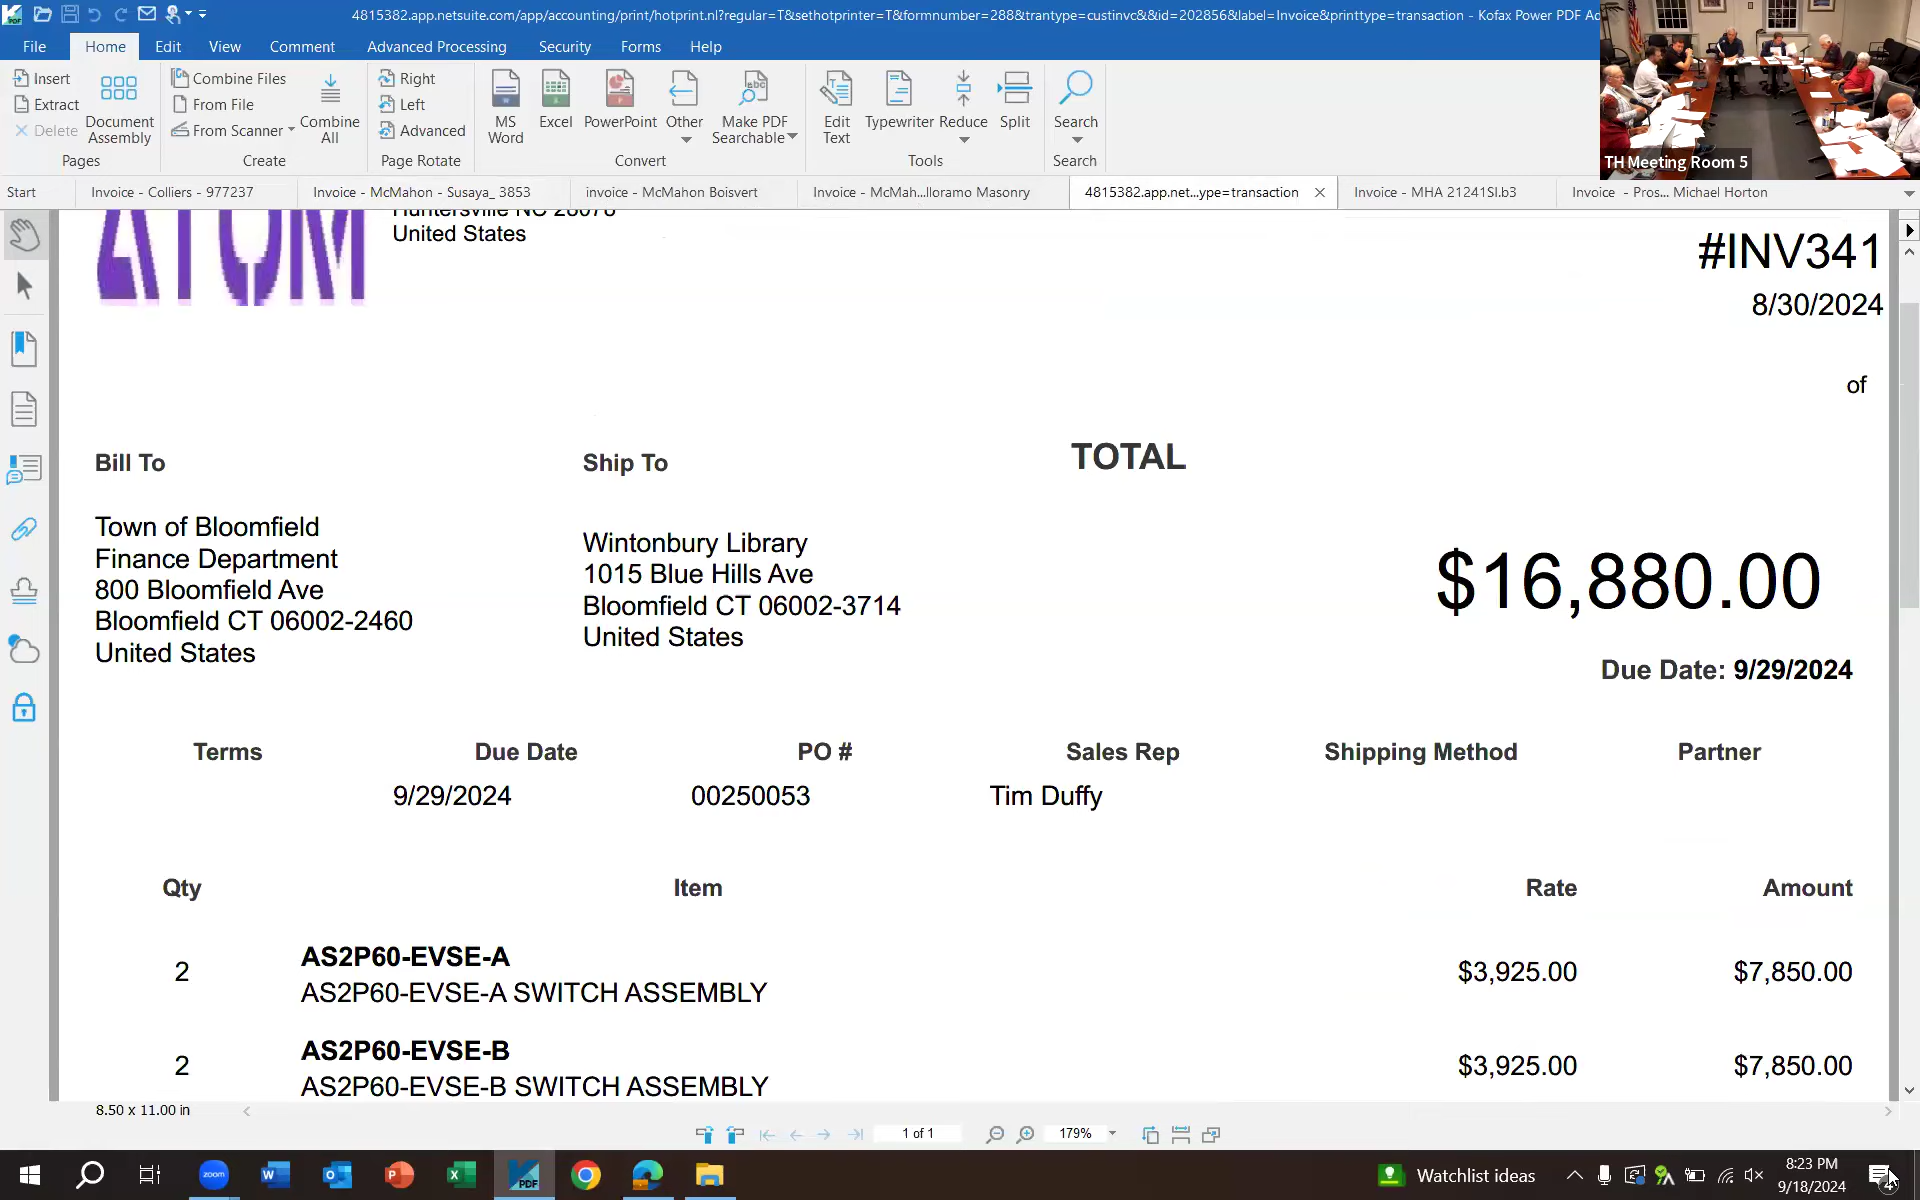 4815382.app.netsuite.com/app/accounting/print/hotprint.nl?regular=T&sethotprinter=T&formnumber=288&trantype=custinvc&&id=202856&label=Invoice&printtype=transaction - Kofax Power PDF Ad
File Home Edit View Comment Advanced Processing Security Forms Help
Insert
Extract
Delete
Document Assembly
Pages
Combine Files
From File
From Scanner
Combine All
Create
Right
Left
Advanced
Page Rotate
MS Word
Excel
PowerPoint
Other
Make PDF Searchable
Convert
Edit Text
Typewriter
Reduce
Split
Tools
Search
Search
TH Meeting Room 5
Start
Invoice - Colliers - 977237
Invoice - McMahon - Susaya_ 3853
invoice - McMahon Boisvert
Invoice - McMah...lloramo Masonry
4815382.app.net...ype=transaction
Invoice - MHA 21241SI.b3
Invoice - Pros... Michael Horton
ATOM
Huntersville NC 28078
United States
#INV341
8/30/2024
of
Bill To
Town of Bloomfield
Finance Department
800 Bloomfield Ave
Bloomfield CT 06002-2460
United States
Ship To
Wintonbury Library
1015 Blue Hills Ave
Bloomfield CT 06002-3714
United States
TOTAL
$16,880.00
Due Date: 9/29/2024
Terms Due Date PO # Sales Rep Shipping Method Partner
9/29/2024 00250053 Tim Duffy
Qty Item Rate Amount
2 AS2P60-EVSE-A $3,925.00 $7,850.00
AS2P60-EVSE-A SWITCH ASSEMBLY
2 AS2P60-EVSE-B $3,925.00 $7,850.00
AS2P60-EVSE-B SWITCH ASSEMBLY
8.50 x 11.00 in
1 of 1
179%
zoom
PDF
Watchlist ideas
8:23 PM
9/18/2024